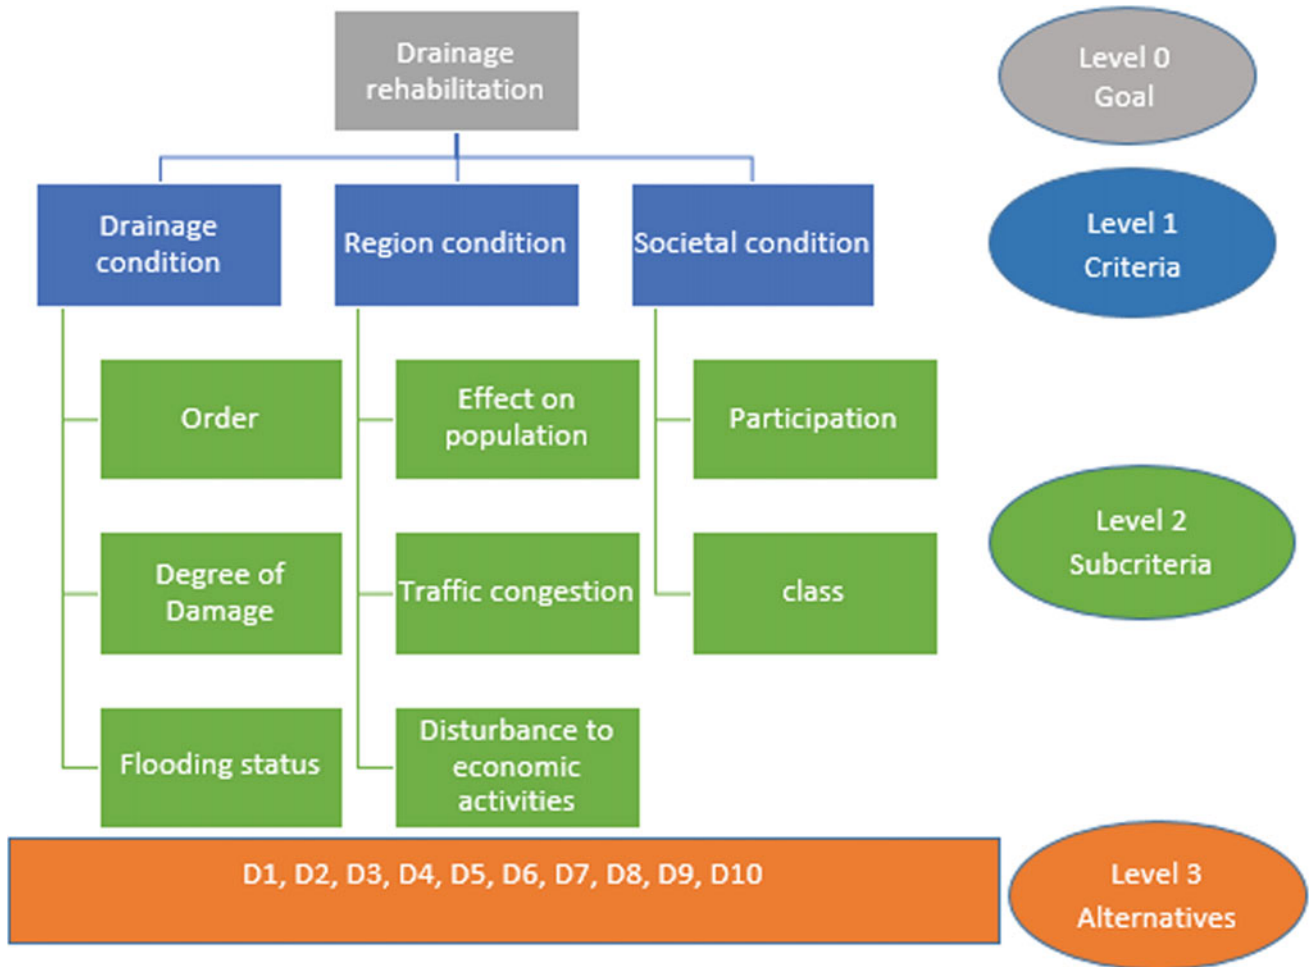 Drainage
rehabilitation
Level 0
Goal
Drainage
condition
Region condition
Societal condition
Level 1
Criteria
Order
Effect on
population
Participation
Degree of
Damage
Traffic congestion
class
Level 2
Subcriteria
Flooding status
Disturbance to
economic
activities
D1, D2, D3, D4, D5, D6, D7, D8, D9, D10
Level 3
Alternatives